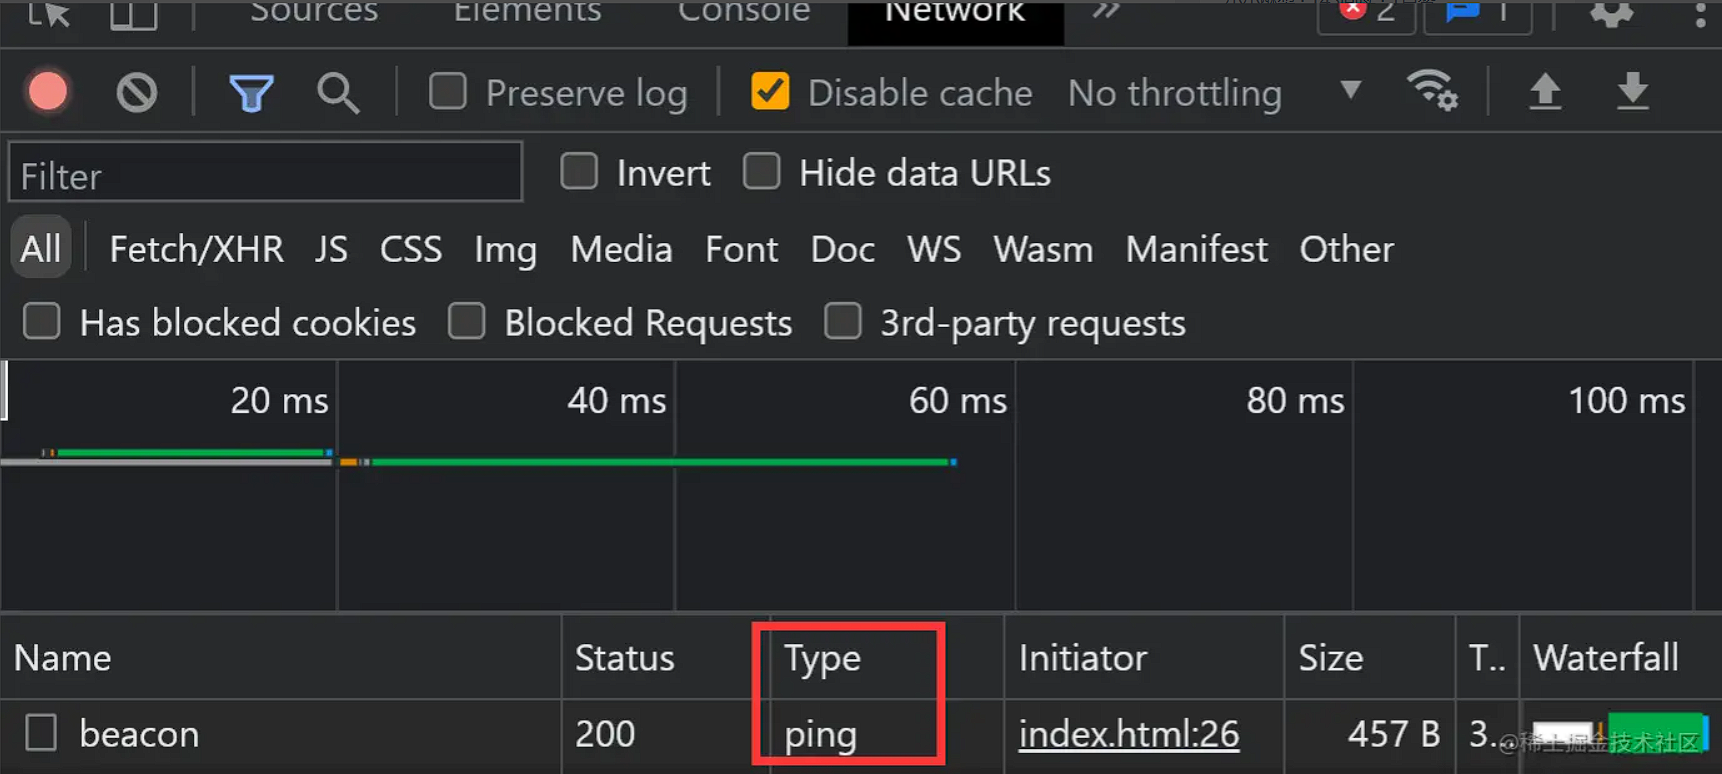 Sources Elements Console Network » 2 1
Preserve log Disable cache No throttling
Filter Invert Hide data URLs
All Fetch/XHR JS CSS Img Media Font Doc WS Wasm Manifest Other
Has blocked cookies Blocked Requests 3rd-party requests
20 ms 40 ms 60 ms 80 ms 100 ms
Name Status Type Initiator Size T.. Waterfall
beacon 200 ping index.html:26 457 B 3...
@稀土掘金技术社区